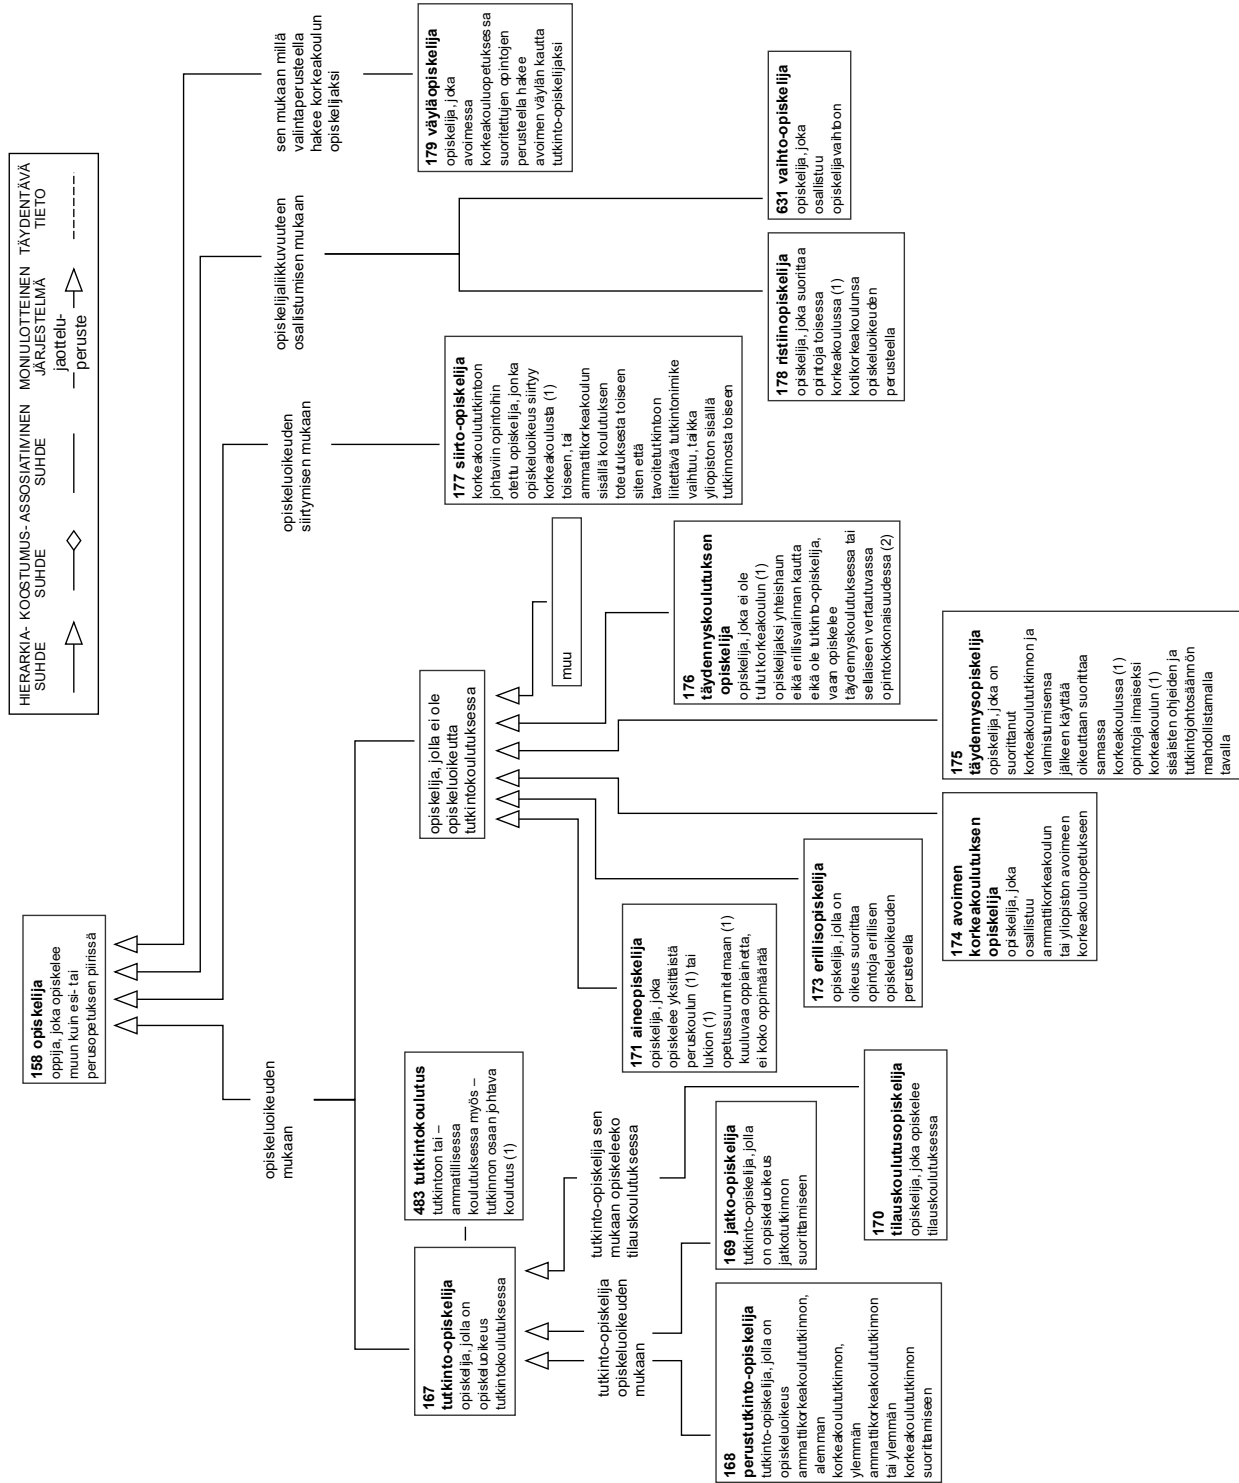 HIERARKIA-
SUHDE
KOOSTUMUS-
SUHDE
ASSOSIATIIVINEN
SUHDE
MONIULOTTEINEN
JÄRJESTELMÄ
jaottelu-
peruste
TÄYDENTÄVÄ
TIETO
158 opiskelija
oppija, joka opiskelee
muun kuin esi- tai
perusopetuksen piirissä
opiskeluoikeuden
mukaan
opiskeluoikeuden
siirtymisen mukaan
opiskelijaliikkuvuuteen
osallistumisen mukaan
sen mukaan millä
valintaperusteella
hakee korkeakoulun
opiskelijaksi
167
tutkinto-opiskelija
opiskelija, jolla on
opiskeluoikeus
tutkintokoulutuksessa
483 tutkintokoulutus
tutkintoon tai –
ammatillisessa
koulutuksessa myös –
tutkinnon osaan johtava
koulutus (1)
opiskelija, jolla ei ole
opiskeluoikeutta
tutkintokoulutuksessa
177 siirto-opiskelija
korkeakoulututkintoon
johtaviin opintoihin
otettu opiskelija, jonka
opiskeluoikeus siirtyy
korkeakoulusta (1)
toiseen, tai
ammattikorkeakoulun
sisällä koulutuksen
toteutuksesta toiseen
siten että
tavoitetutkintoon
liitettävä tutkintonimike
vaihtuu, taikka
yliopiston sisällä
tutkinnosta toiseen
179 väyläopiskelija
opiskelija, joka
avoimessa
korkeakouluopetuksessa
suoritettujen opintojen
perusteella hakee
avoimen väylän kautta
tutkinto-opiskelijaksi
tutkinto-opiskelija
opiskeluoikeuden
mukaan
tutkinto-opiskelija sen
mukaan opiskeleeko
tilauskoulutuksessa
muu
168
perustutkinto-opiskelija
tutkinto-opiskelija, jolla on
opiskeluoikeus
ammattikorkeakoulututkinnon,
alemman
korkeakoulututkinnon,
ylemmän
ammattikorkeakoulututkinnon
tai ylemmän
korkeakoulututkinnon
suorittamiseen
169 jatko-opiskelija
tutkinto-opiskelija, jolla
on opiskeluoikeus
jatkotutkinnon
suorittamiseen
170
tilauskoulutusopiskelija
opiskelija, joka opiskelee
tilauskoulutuksessa
171 aineopiskelija
opiskelija, joka
opiskelee yksittäistä
peruskoulun (1) tai
lukion (1)
opetussuunnitelmaan (1)
kuuluvaa oppiainetta,
ei koko oppimäärää
173 erillisopiskelija
opiskelija, jolla on
oikeus suorittaa
opintoja erillisen
opiskeluoikeuden
perusteella
174 avoimen
korkeakoulutuksen
opiskelija
opiskelija, joka
osallistuu
ammattikorkeakoulun
tai yliopiston avoimeen
korkeakouluopetukseen
175
täydennysopiskelija
opiskelija, joka on
suorittanut
korkeakoulututkinnon ja
valmistumisensa
jälkeen käyttää
oikeuttaan suorittaa
samassa
korkeakoulussa (1)
opintoja ilmaiseksi
korkeakoulun (1)
sisäisten ohjeiden ja
tutkintojohtosäännön
mahdollistamalla
tavalla
176
täydennyskoulutuksen
opiskelija
opiskelija, joka ei ole
tullut korkeakoulun (1)
opiskelijaksi yhteishaun
eikä erillisvalinnan kautta
eikä ole tutkinto-opiskelija,
vaan opiskelee
täydennyskoulutuksessa tai
sellaiseen vertautuvassa
opintokokonaisuudessa (2)
178 ristiinopiskelija
opiskelija, joka suorittaa
opintoja toisessa
korkeakoulussa (1)
kotikorkeakoulunsa
opiskeluoikeuden
perusteella
631 vaihto-opiskelija
opiskelija, joka
osallistuu
opiskelijavaihtoon